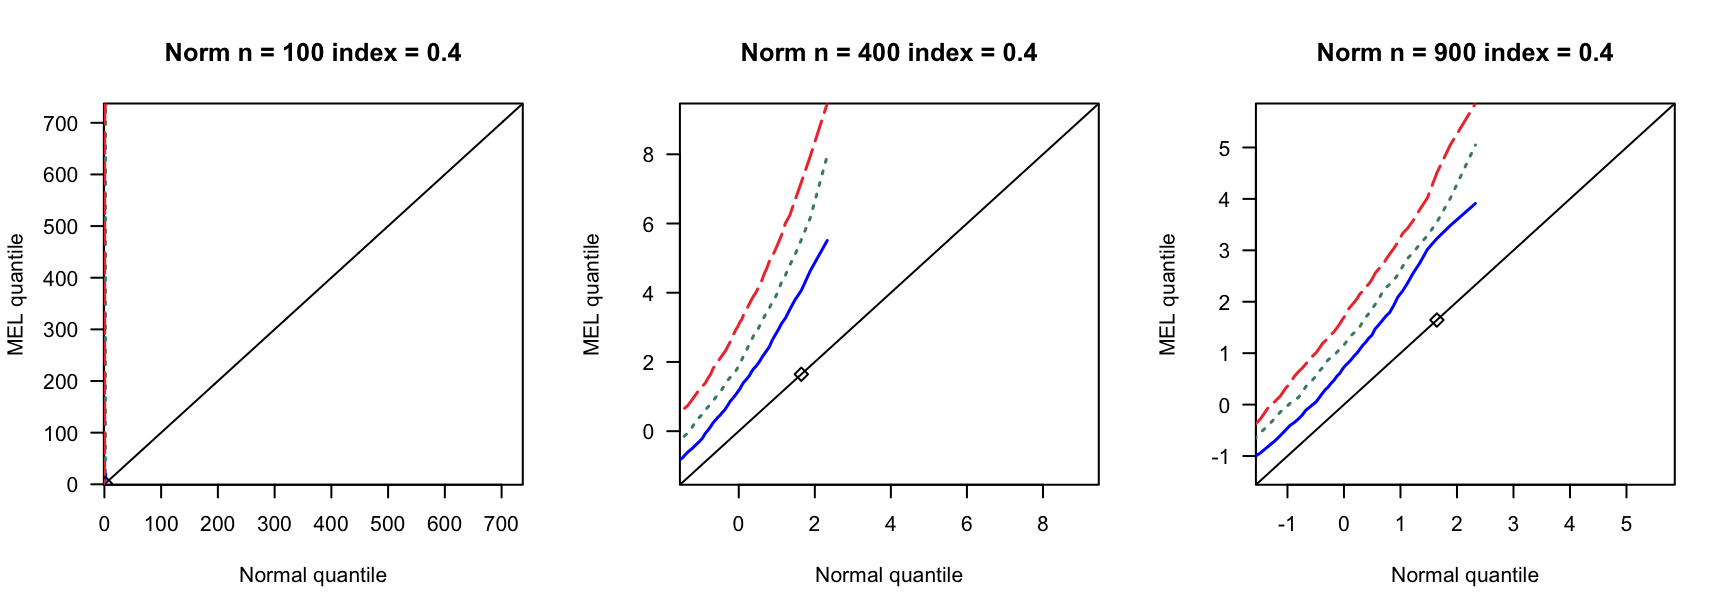 Norm n = 100 index = 0.4
MEL quantile
700
600
500
400
300
200
100
0
0 100 200 300 400 500 600 700
Normal quantile
Norm n = 400 index = 0.4
MEL quantile
8
6
4
2
0
0 2 4 6 8
Normal quantile
Norm n = 900 index = 0.4
MEL quantile
5
4
3
2
1
0
-1
-1 0 1 2 3 4 5
Normal quantile